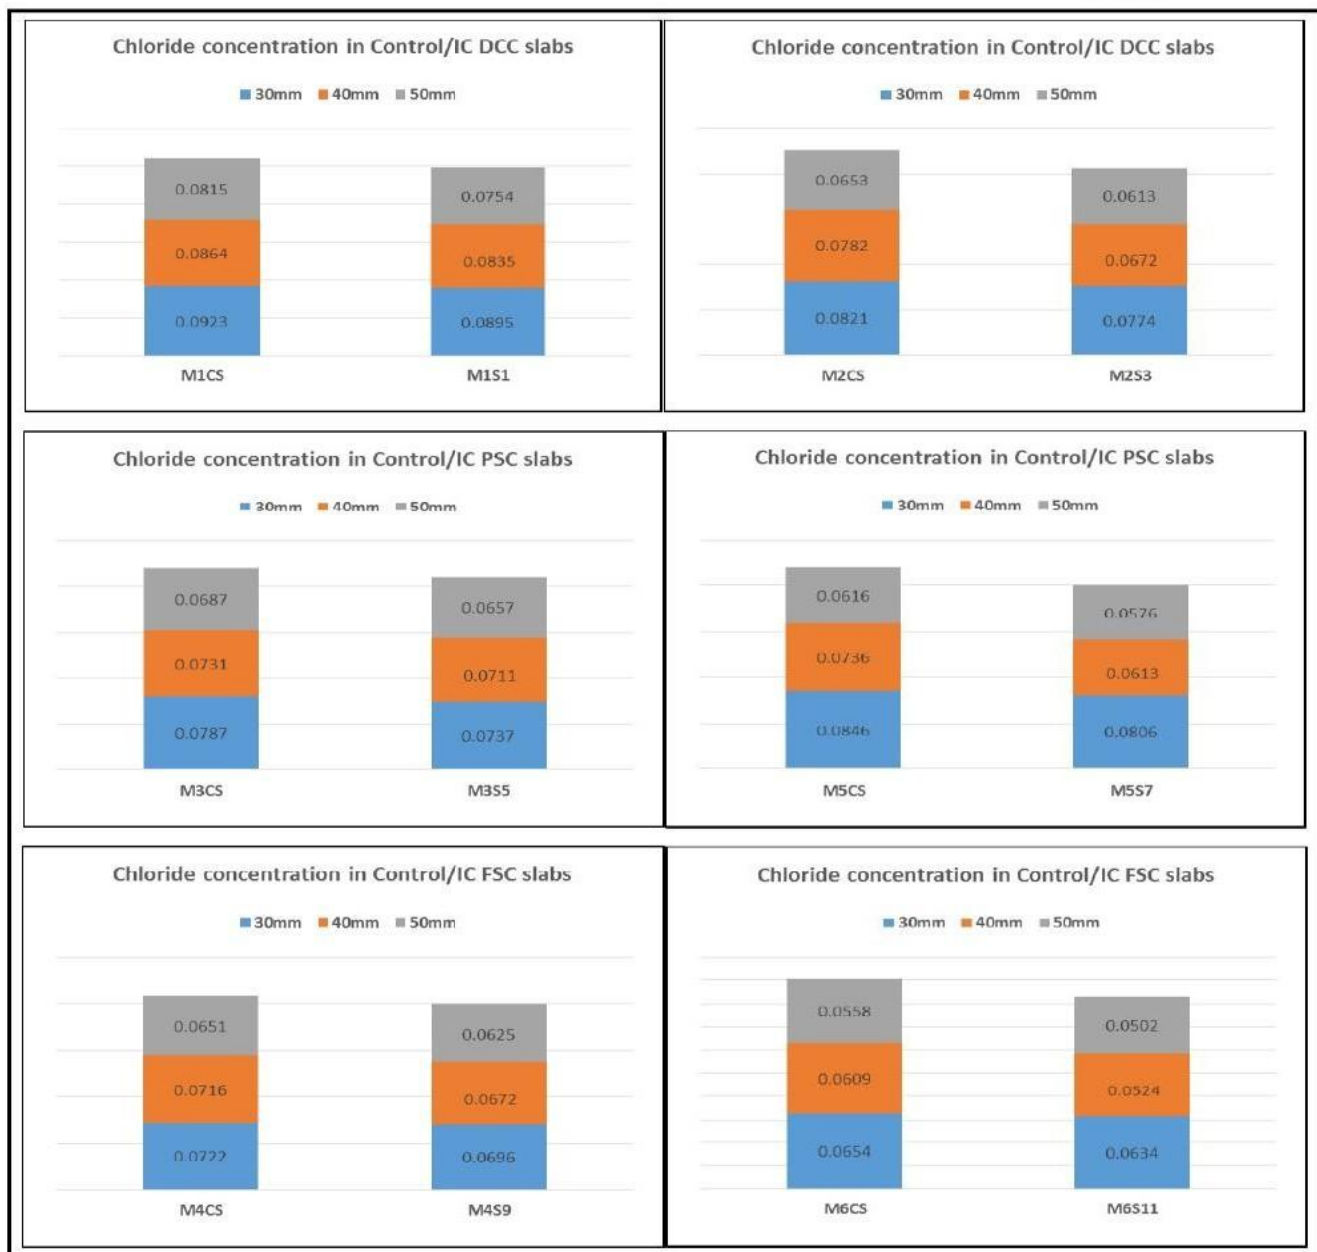 Chloride concentration in Control/IC DCC slabs
30mm 40mm 50mm
0.0815
0.0754
0.0864
0.0835
0.0923
0.0895
M1CS M1S1
Chloride concentration in Control/IC DCC slabs
30mm 40mm 50mm
0.0653
0.0613
0.0782
0.0672
0.0821
0.0774
M2CS M2S3
Chloride concentration in Control/IC PSC slabs
30mm 40mm 50mm
0.0687
0.0657
0.0731
0.0711
0.0787
0.0737
M3CS M3S5
Chloride concentration in Control/IC PSC slabs
30mm 40mm 50mm
0.0616
0.0576
0.0736
0.0613
0.0846
0.0806
M5CS M5S7
Chloride concentration in Control/IC FSC slabs
30mm 40mm 50mm
0.0651
0.0625
0.0716
0.0672
0.0722
0.0696
M4CS M4S9
Chloride concentration in Control/IC FSC slabs
30mm 40mm 50mm
0.0558
0.0502
0.0609
0.0524
0.0654
0.0634
M6CS M6S11